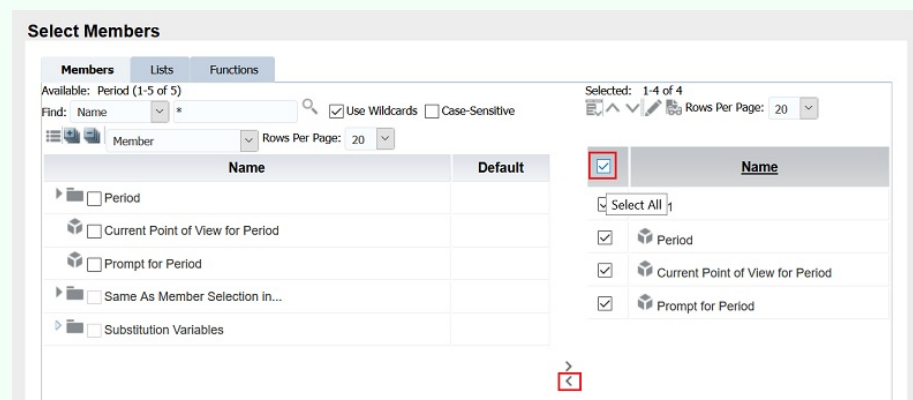 Select Members
Members Lists Functions
Available: Period (1-5 of 5)
Find: Name * Use Wildcards Case-Sensitive
Member Rows Per Page: 20
Name Default
Period
Current Point of View for Period
Prompt for Period
Same As Member Selection in...
Substitution Variables
Selected: 1-4 of 4
Rows Per Page: 20
Name
Select All
Period
Current Point of View for Period
Prompt for Period